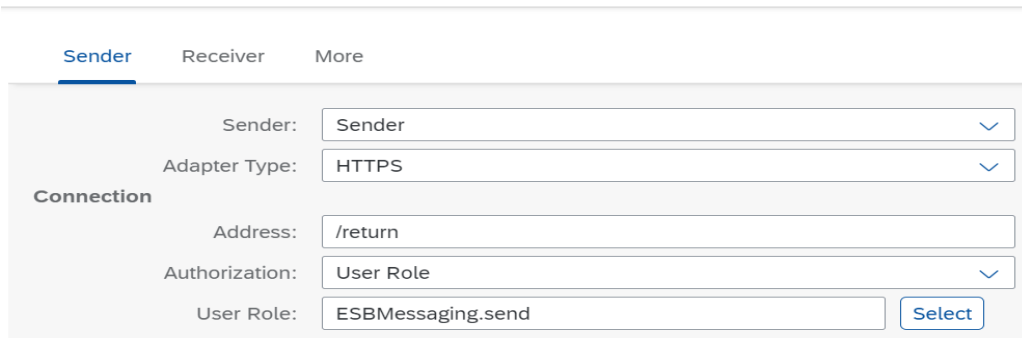 Sender Receiver More
Sender: Sender
Adapter Type: HTTPS
Connection
Address: /return
Authorization: User Role
User Role: ESBMessaging.send Select